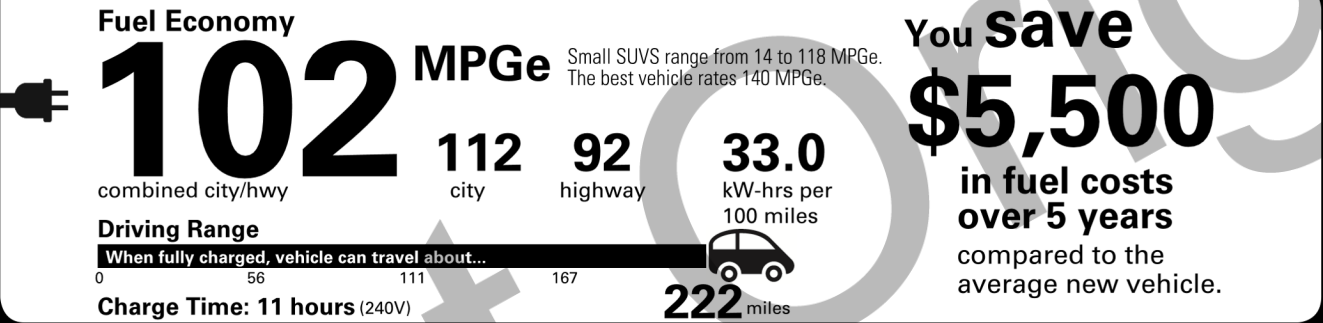 Fuel Economy
102 MPGe
Small SUVS range from 14 to 118 MPGe.
The best vehicle rates 140 MPGe.
combined city/hwy
112
city
92
highway
33.0
kW-hrs per
100 miles
Driving Range
When fully charged, vehicle can travel about...
0 56 111 167
222 miles
Charge Time: 11 hours (240V)
You save
$5,500
in fuel costs
over 5 years
compared to the
average new vehicle.